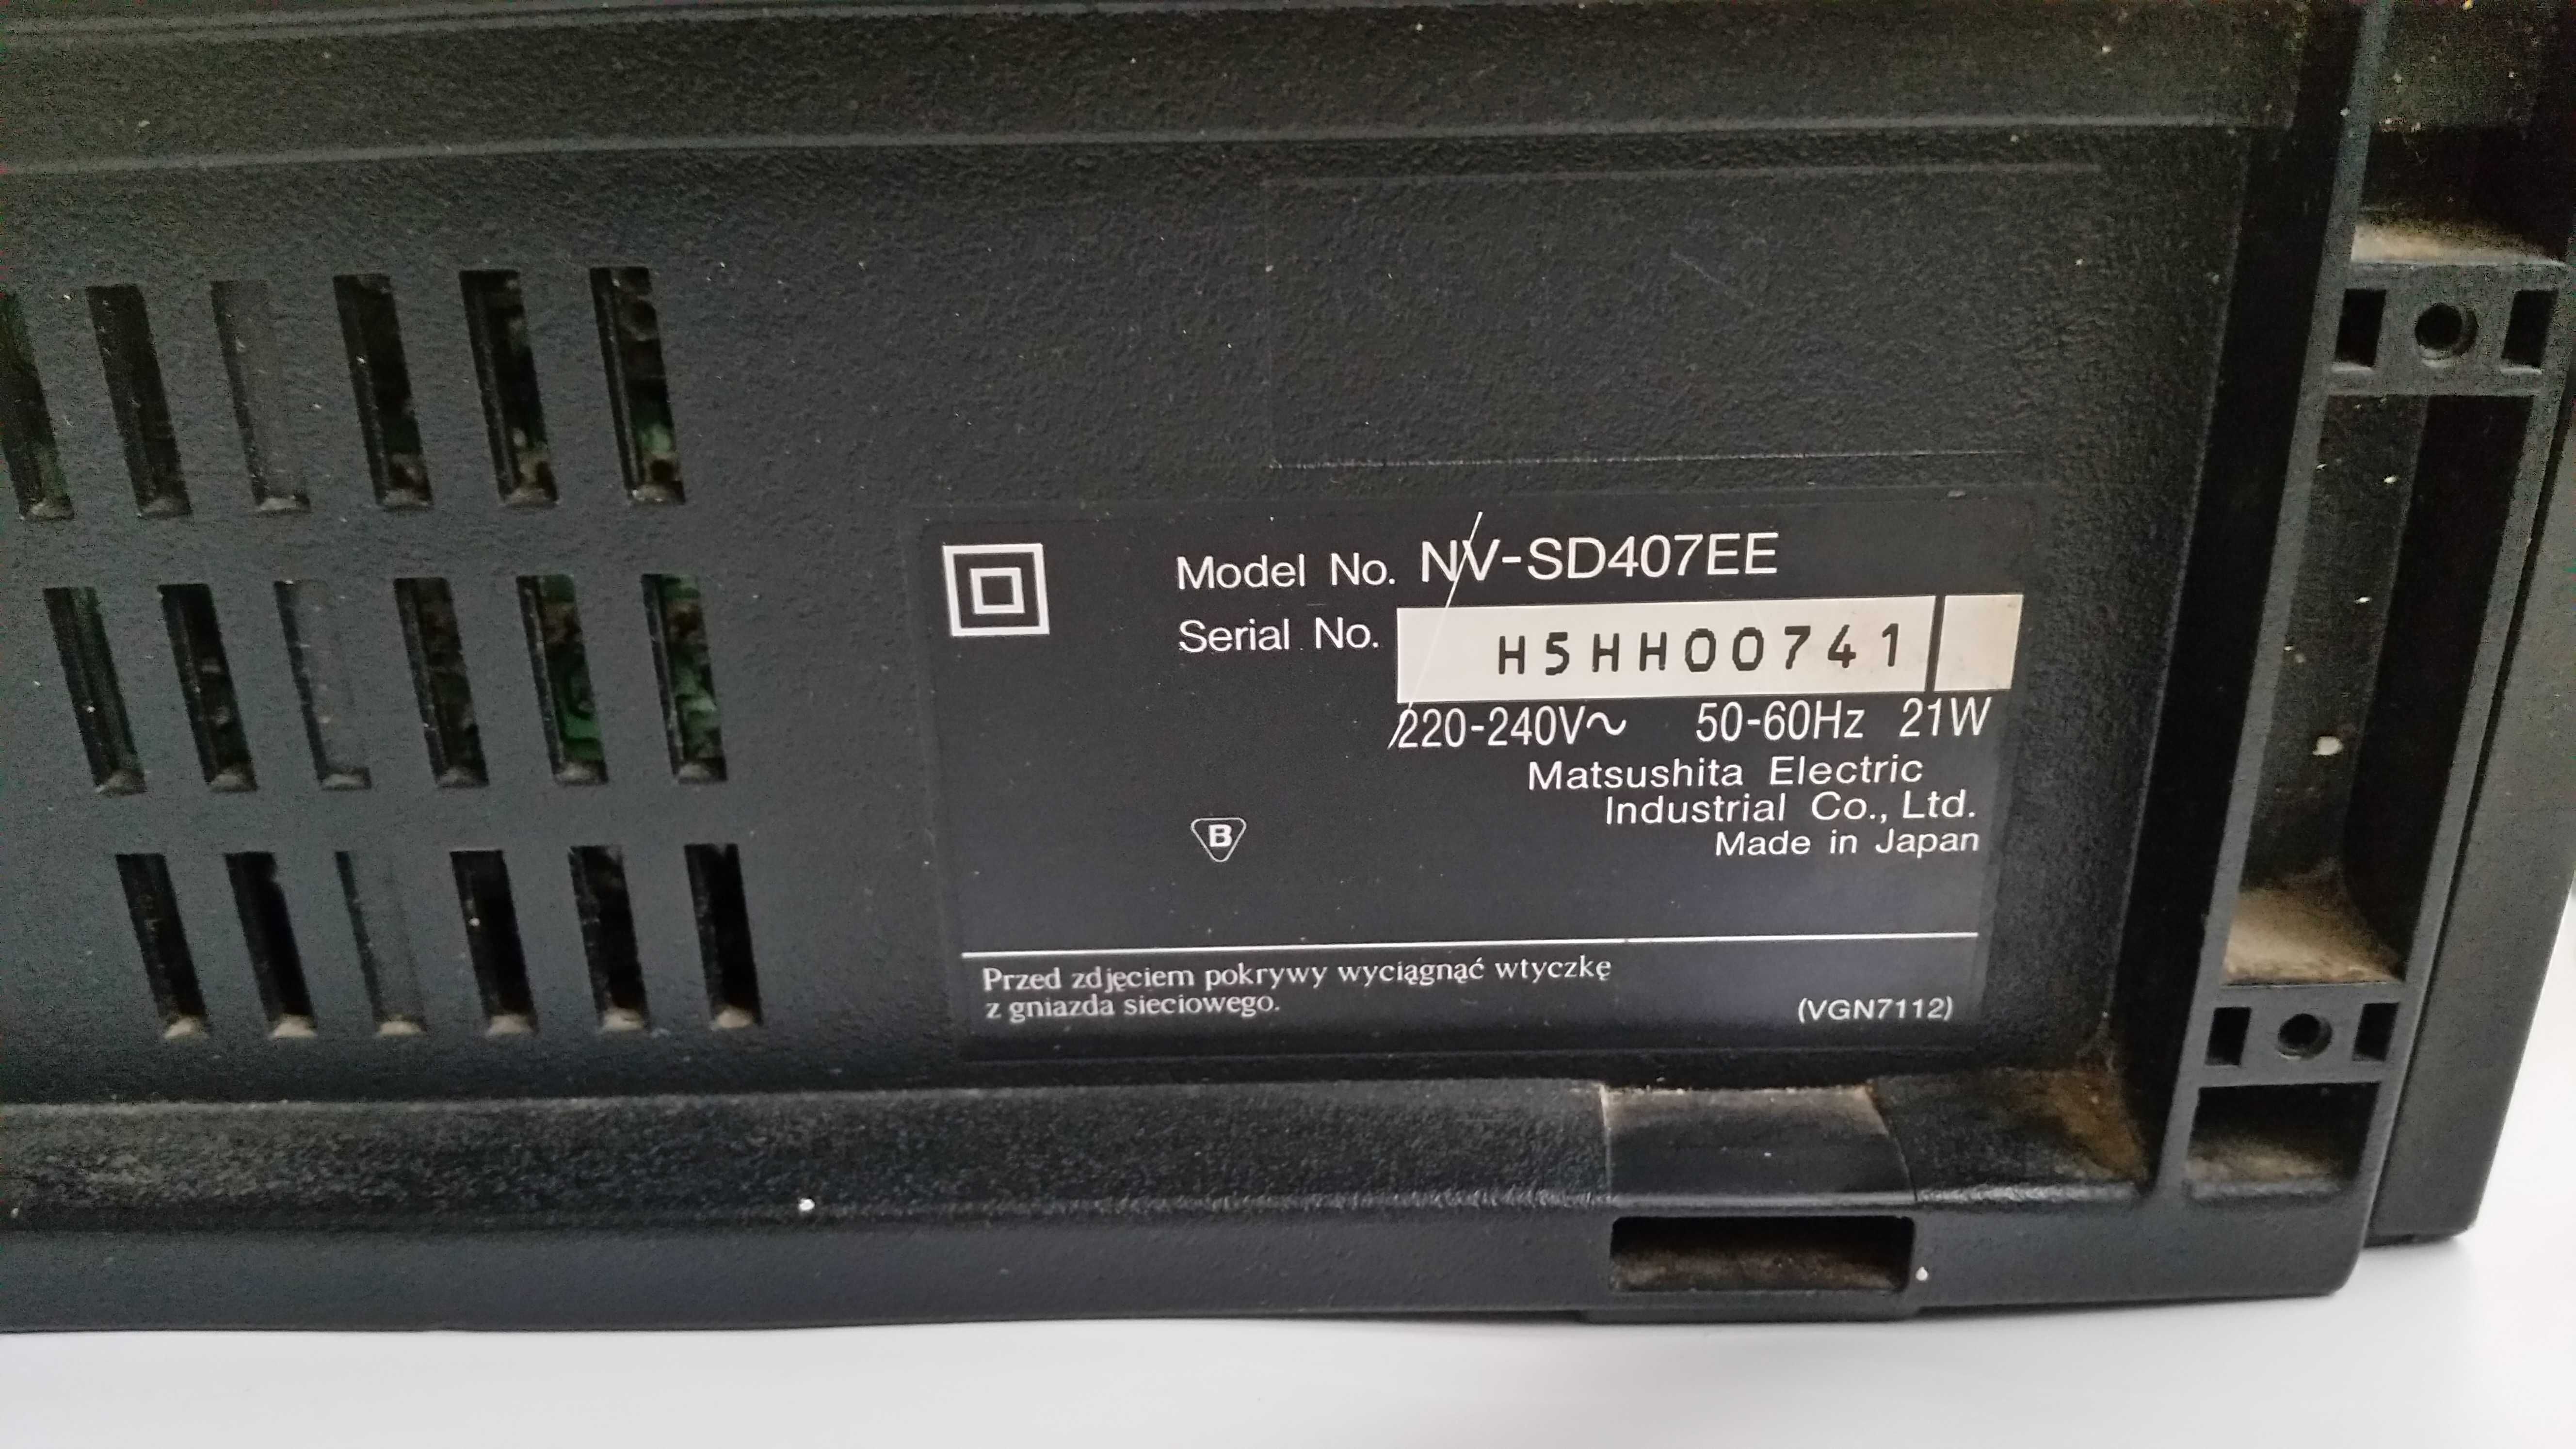 Model No. NV-SD407EE
Serial No. H5HH00741
220-240V~ 50-60Hz 21W
Matsushita Electric
Industrial Co., Ltd.
Made in Japan
B
Przed zdjęciem pokrywy wyciągnąć wtyczkę
z gniazda sieciowego.
(VGN7112)